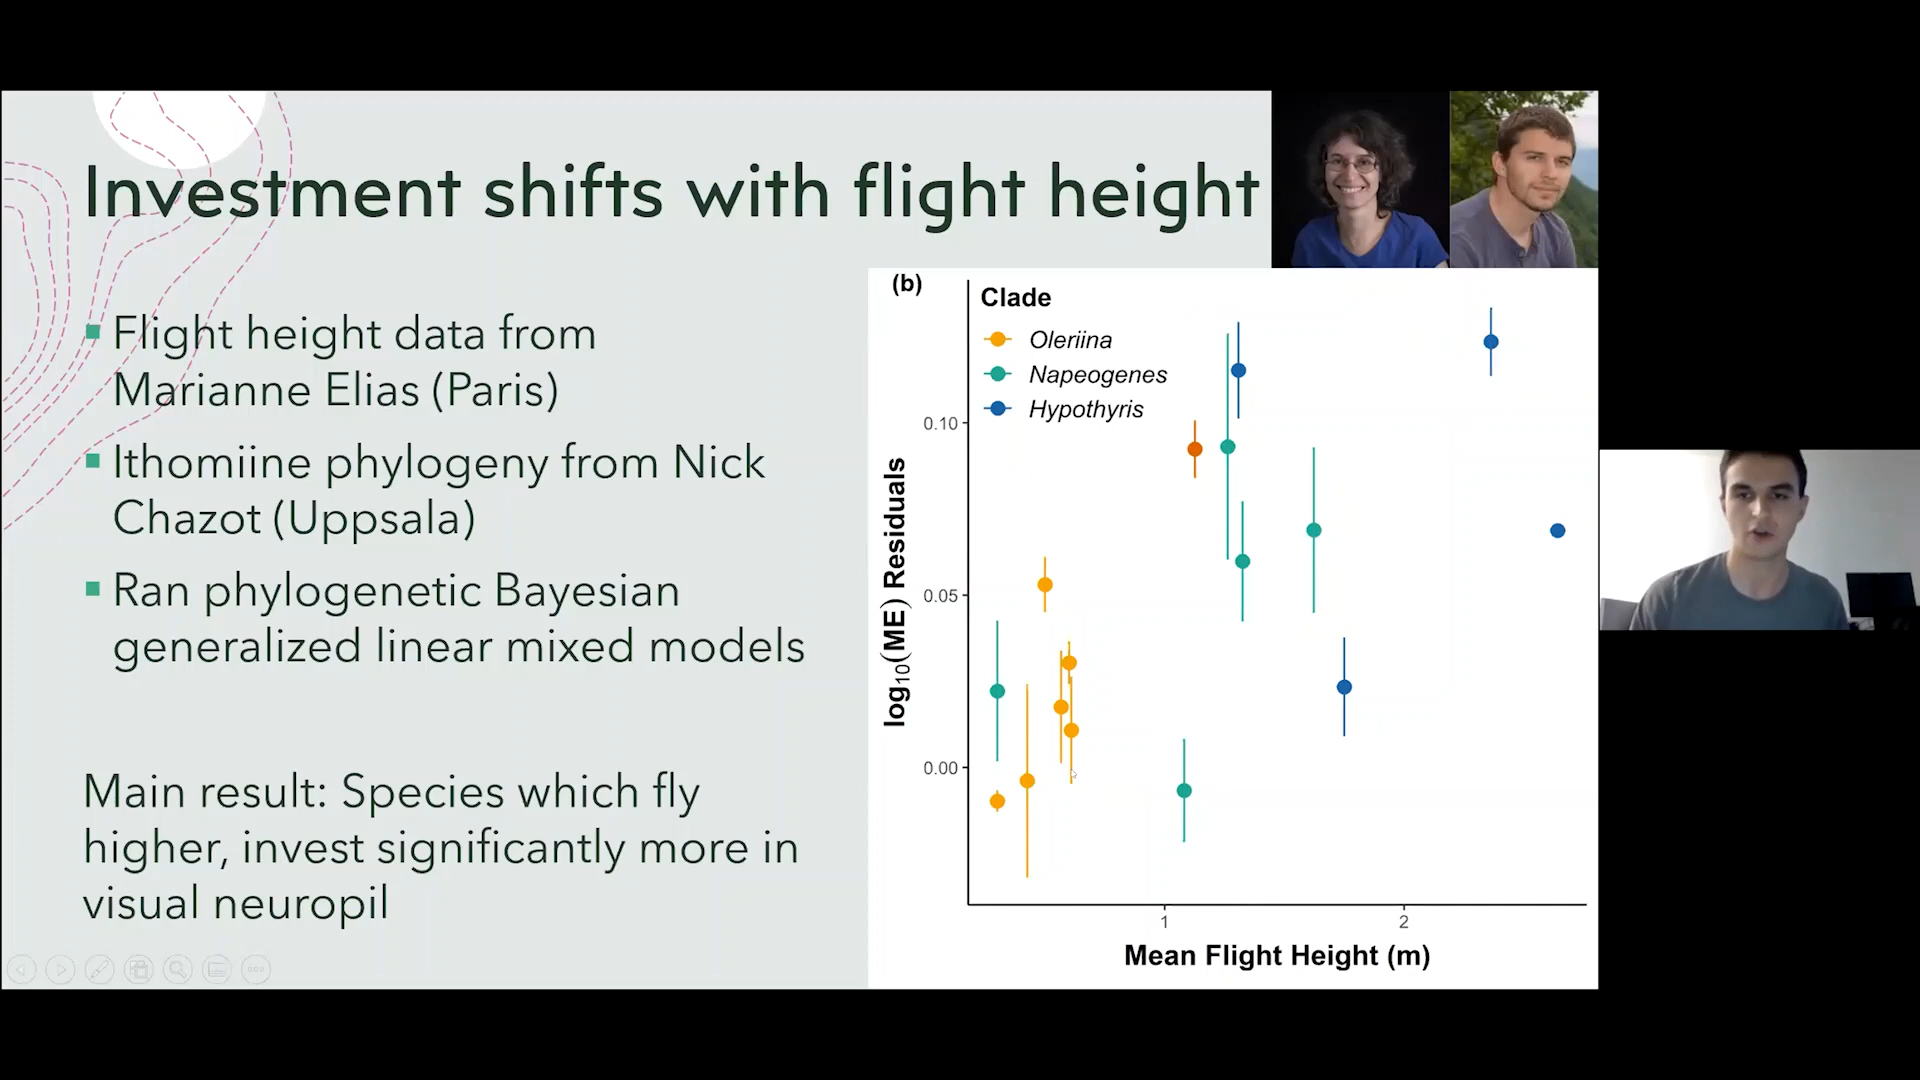 Investment shifts with flight height
Flight height data from
Marianne Elias (Paris)
Ithomiine phylogeny from Nick
Chazot (Uppsala)
Ran phylogenetic Bayesian
generalized linear mixed models
Main result: Species which fly
higher, invest significantly more in
visual neuropil
(b)
Clade
Oleriina
Napeogenes
Hypothyris
log10(ME) Residuals
0.10
0.05
0.00
1
2
Mean Flight Height (m)